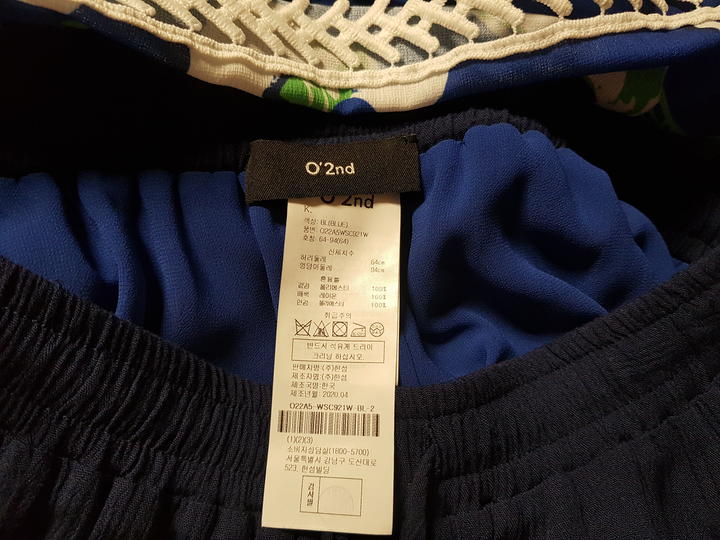 O'2nd
O'2nd
K.
색상: BL(BLUE)
품번: O22A5WSC921W
호칭: 64-94(64)
신체치수
허리둘레 64cm
엉덩이둘레 94cm
혼용률
겉감 폴리에스터 100%
배색 레이온 100%
안감 폴리에스터 100%
취급주의
반드시 석유계 드라이
크리닝 하십시오.
판매자명:(주)한섬
제조자명:(주)한섬
제조국명:한국
제조년월: 2020.04
O22A5-WSC921W-BL-2
(1)(2)(3)
소비자상담실(1800-5700)
서울특별시 강남구 도산대로
523, 한섬빌딩
검사필